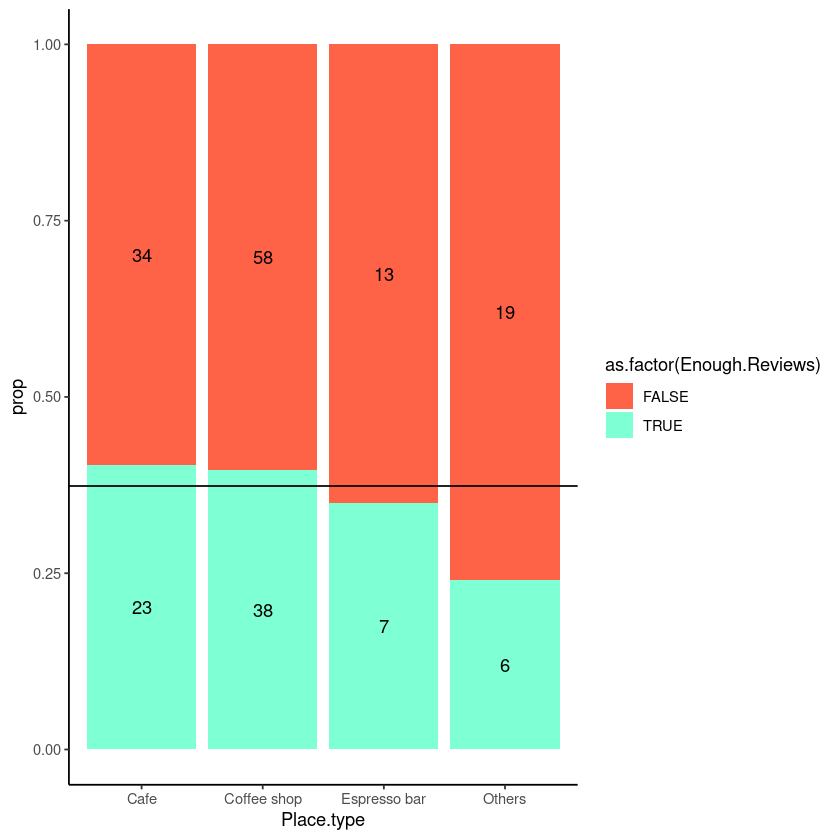 1.00
0.75
0.50
0.25
0.00
prop
34
58
13
19
23
38
7
6
Cafe
Coffee shop
Espresso bar
Others
Place.type
as.factor(Enough.Reviews)
FALSE
TRUE